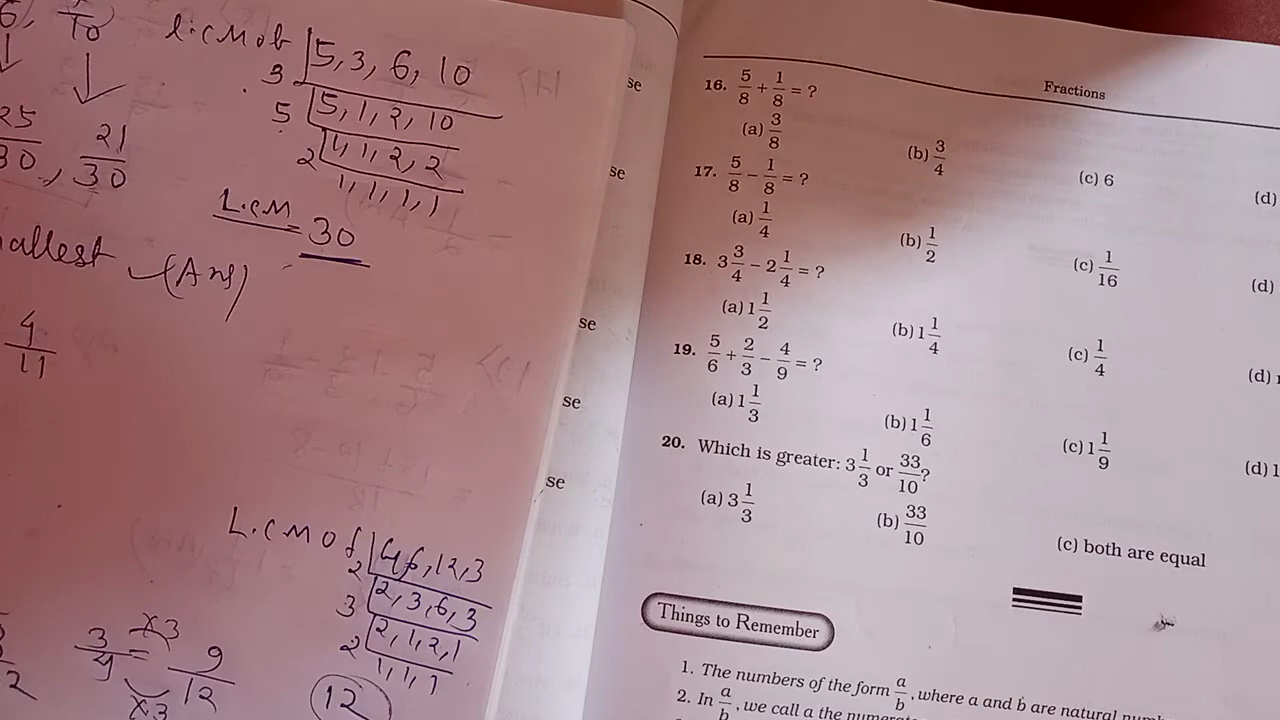 6, 7/10
L.C.M of 5, 3, 6, 10
3
5, 1, 2, 10
5
1, 1, 2, 2
2
1, 1, 1, 1
25/30, 21/30
L.C.M = 30
allest (Ans)
4/11
L.C.M of 4, 6, 12, 3
2
2, 3, 6, 3
3
2, 1, 2, 1
2
1, 1, 1
12
3/4 = 9/12
x3
x3
se
se
se
se
se
Fractions
16. 5/8 + 1/8 = ?
(a) 3/8 (b) 3/4 (c) 6 (d)
17. 5/8 − 1/8 = ?
(a) 1/4 (b) 1/2 (c) 1/16 (d)
18. 3 3/4 − 2 1/4 = ?
(a) 1 1/2 (b) 1 1/4 (c) 1/4 (d)
19. 5/6 + 2/3 − 4/9 = ?
(a) 1 1/3 (b) 1 1/6 (c) 1 1/9 (d) 1
20. Which is greater: 3 1/3 or 33/10?
(a) 3 1/3 (b) 33/10 (c) both are equal
Things to Remember
1. The numbers of the form a/b, where a and b are natural
2. In a/b, we call a the